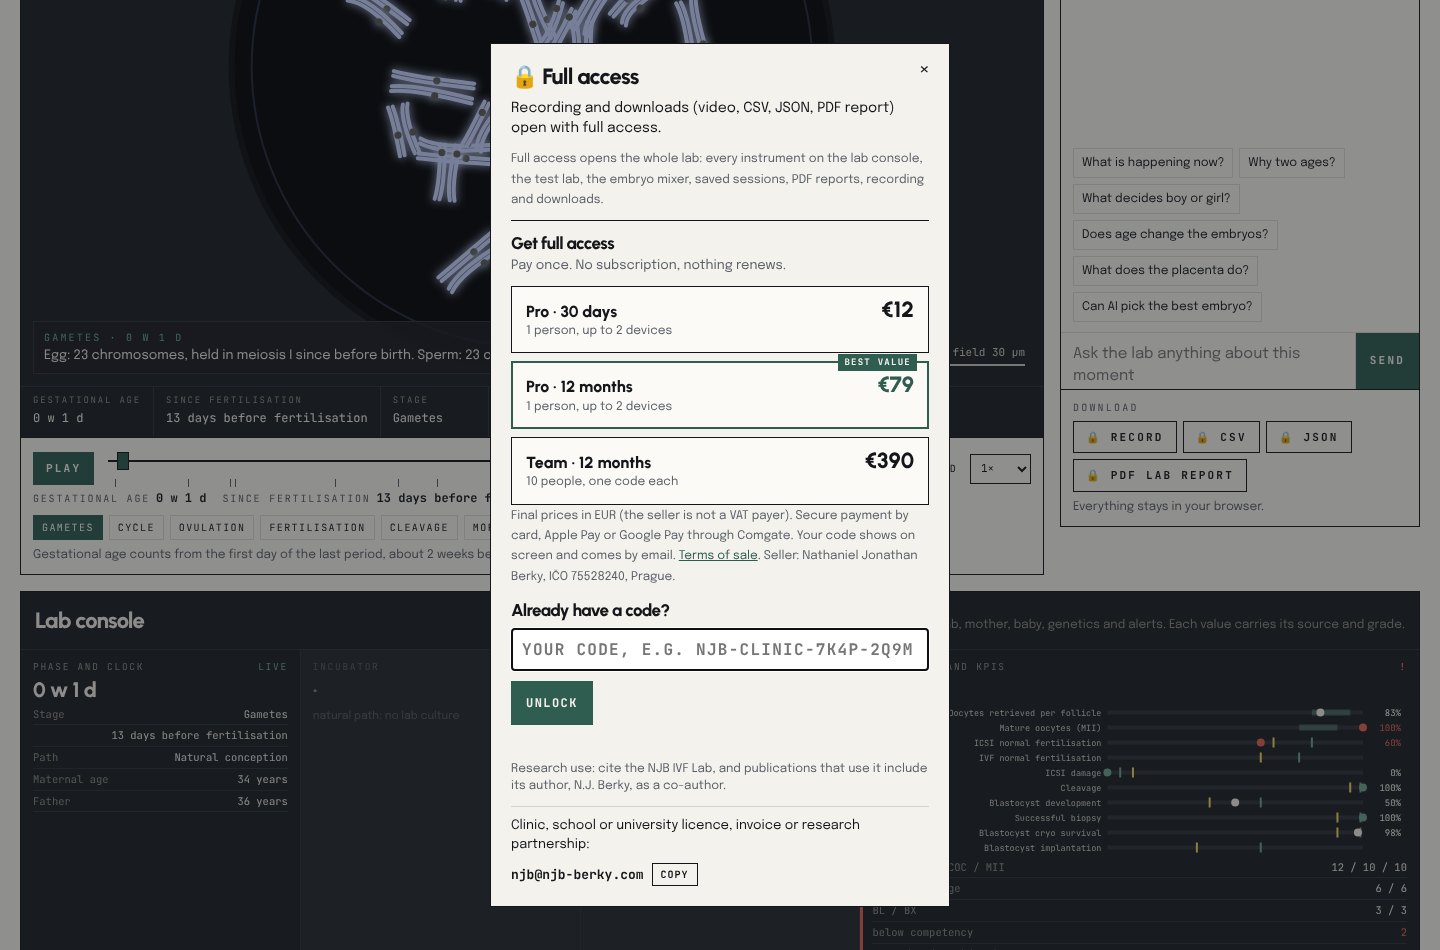 🔒 Full access
×
Recording and downloads (video, CSV, JSON, PDF report)
open with full access.
Full access opens the whole lab: every instrument on the lab console,
the test lab, the embryo mixer, saved sessions, PDF reports, recording
and downloads.
Get full access
Pay once. No subscription, nothing renews.
Pro · 30 days
€12
1 person, up to 2 devices
BEST VALUE
Pro · 12 months
€79
1 person, up to 2 devices
Team · 12 months
€390
10 people, one code each
Final prices in EUR (the seller is not a VAT payer). Secure payment by
card, Apple Pay or Google Pay through Comgate. Your code shows on
screen and comes by email. Terms of sale. Seller: Nathaniel Jonathan
Berky, IČO 75528240, Prague.
Already have a code?
YOUR CODE, E.G. NJB-CLINIC-7K4P-2Q9M
UNLOCK
Research use: cite the NJB IVF Lab, and publications that use it include
its author, N.J. Berky, as a co-author.
Clinic, school or university licence, invoice or research
partnership:
njb@njb-berky.com
COPY
GAMETES · 0 W 1 D
Egg: 23 chromosomes, held in meiosis I since before birth. Sperm: 23
field 30 µm
GESTATIONAL AGE
0 w 1 d
SINCE FERTILISATION
13 days before fertilisation
STAGE
Gametes
PLAY
1×
GESTATIONAL AGE 0 w 1 d SINCE FERTILISATION 13 days before
GAMETES
CYCLE
OVULATION
FERTILISATION
CLEAVAGE
Gestational age counts from the first day of the last period, about 2 weeks
What is happening now?
Why two ages?
What decides boy or girl?
Does age change the embryos?
What does the placenta do?
Can AI pick the best embryo?
Ask the lab anything about this
moment
SEND
DOWNLOAD
🔒 RECORD
🔒 CSV
🔒 JSON
🔒 PDF LAB REPORT
Everything stays in your browser.
Lab console
mother, baby, genetics and alerts. Each value carries its source and grade.
PHASE AND CLOCK
LIVE
0 w 1 d
Stage
Gametes
13 days before fertilisation
Path
Natural conception
Maternal age
34 years
Father
36 years
INCUBATOR
natural path: no lab culture
AND KPIS
!
Oocytes retrieved per follicle
83%
Mature oocytes (MII)
100%
ICSI normal fertilisation
60%
IVF normal fertilisation
ICSI damage
0%
Cleavage
100%
Blastocyst development
50%
Successful biopsy
100%
Blastocyst cryo survival
98%
Blastocyst implantation
COC / MII
12 / 10 / 10
6 / 6
BL / BX
3 / 3
below competency
2